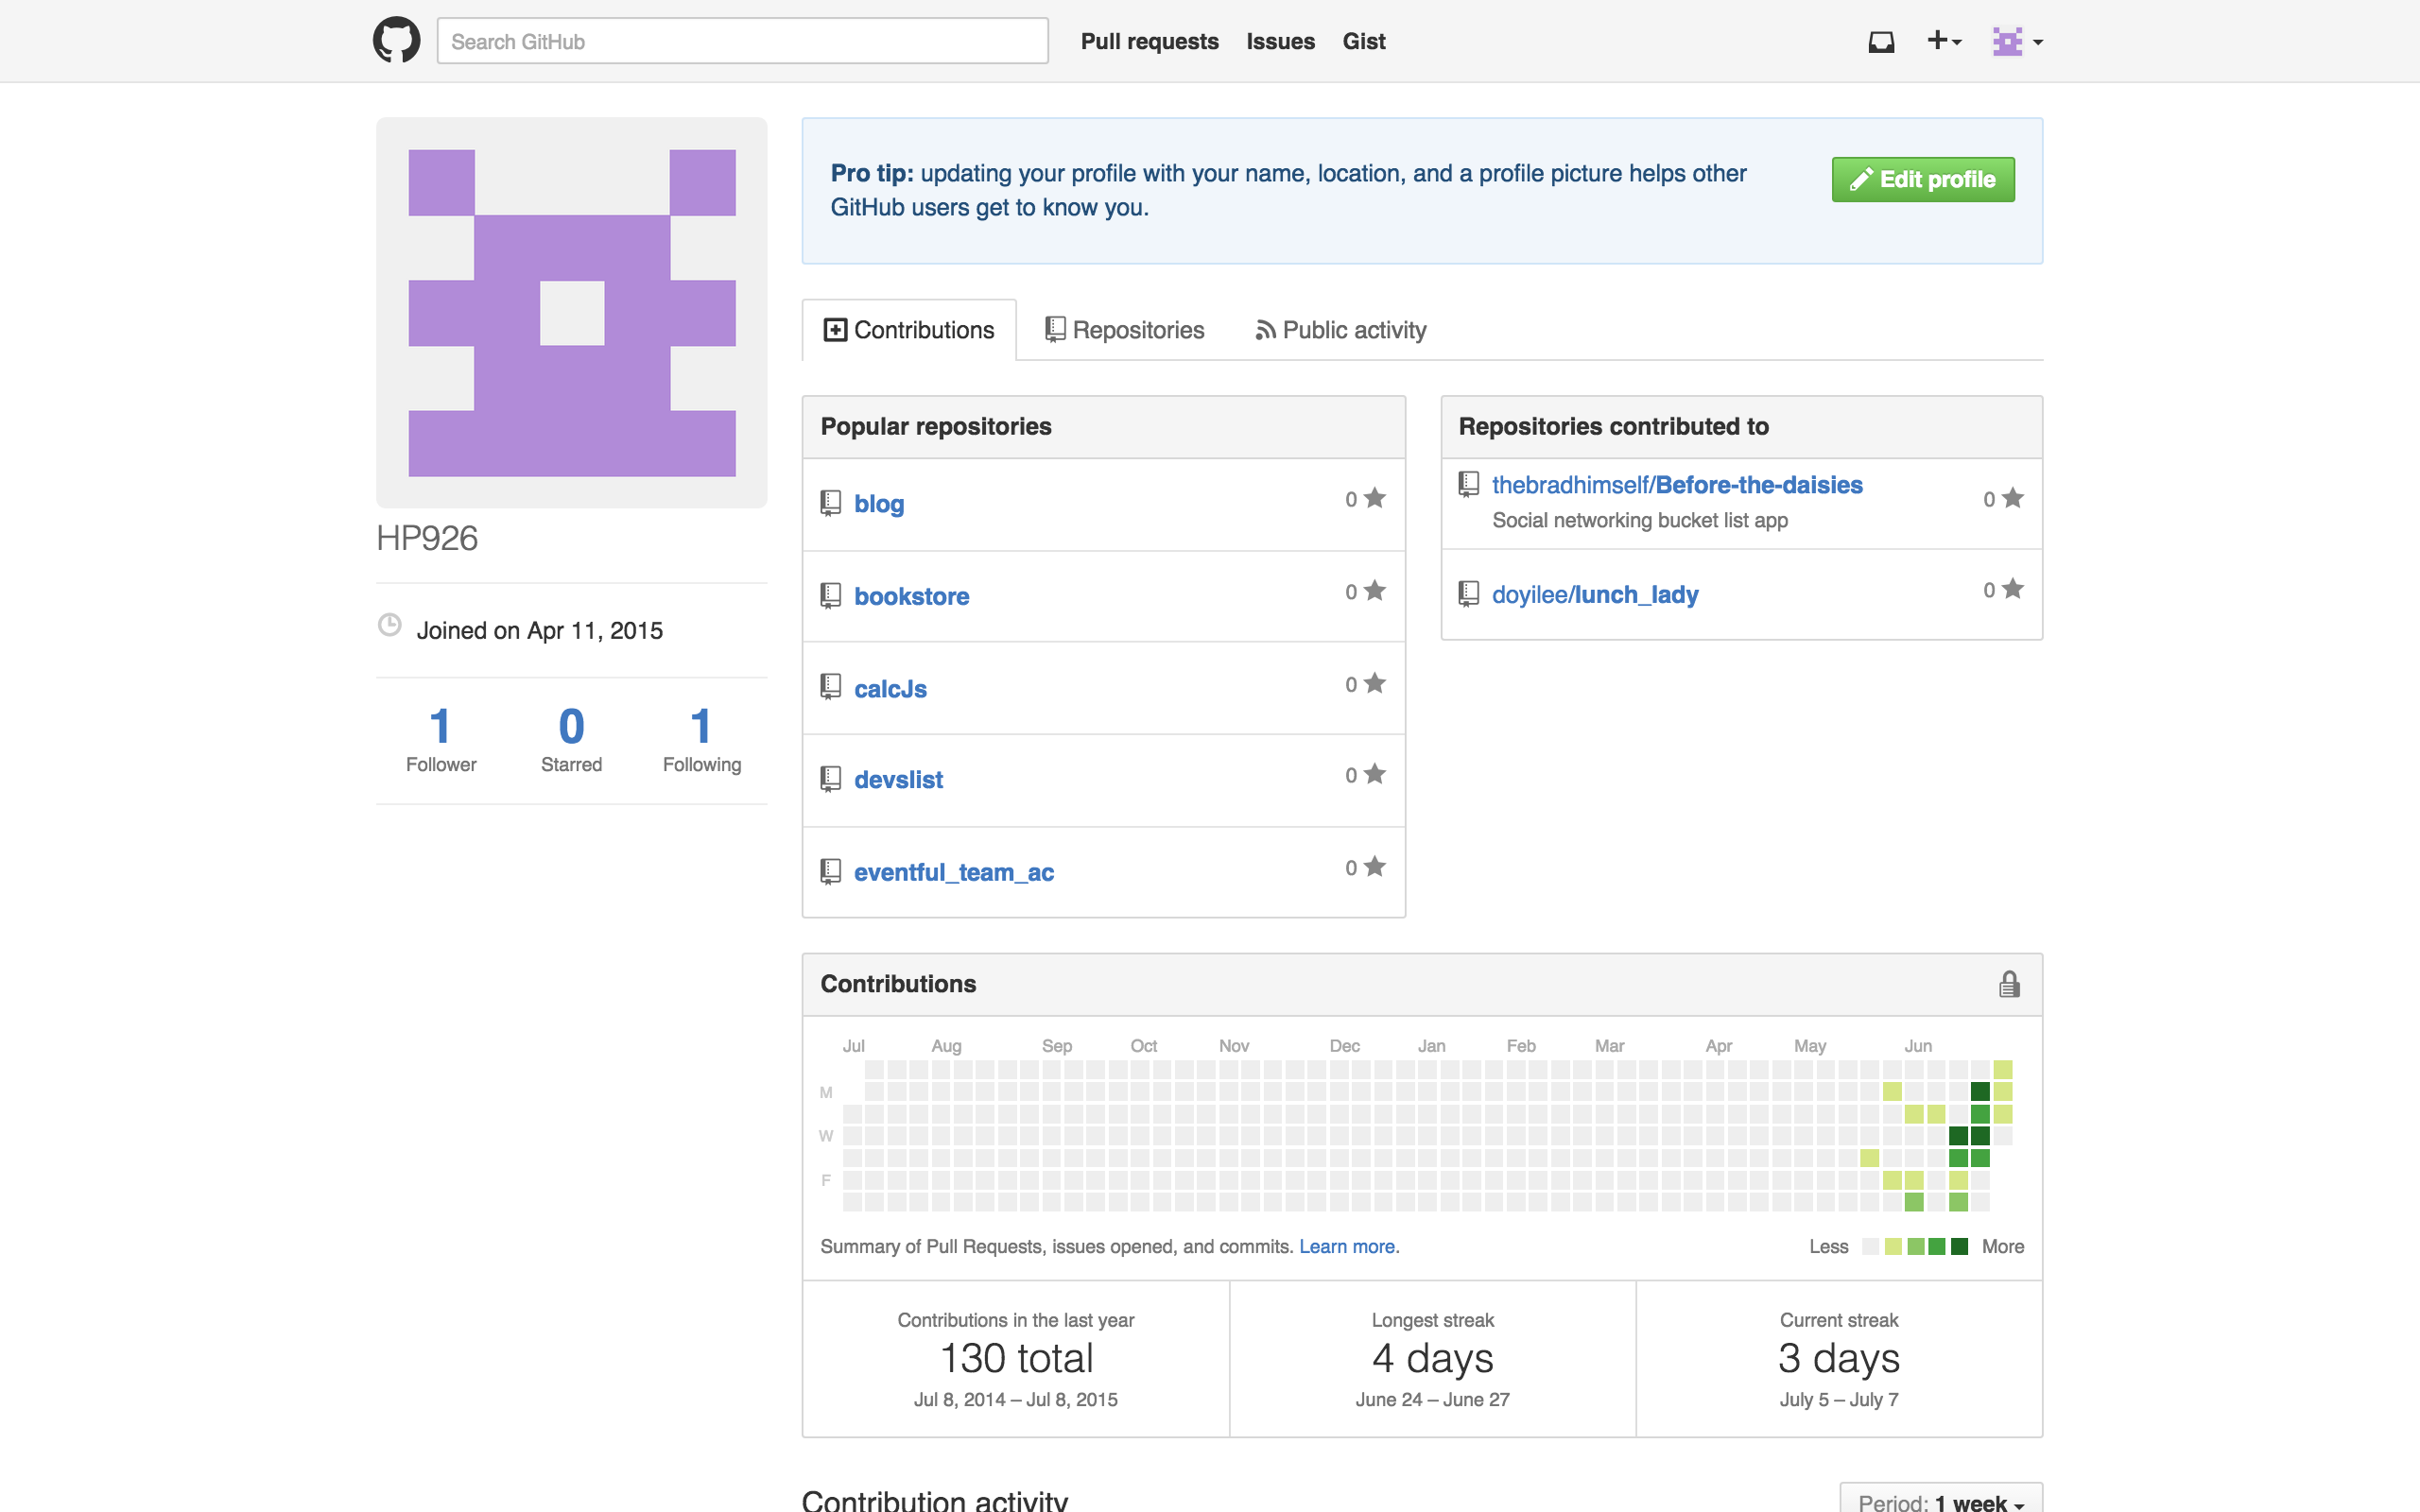 Search GitHub
Pull requests Issues Gist
Pro tip: updating your profile with your name, location, and a profile picture helps other
GitHub users get to know you.
Edit profile
HP926
Joined on Apr 11, 2015
1 0 1
Follower Starred Following
Contributions Repositories Public activity
Popular repositories
blog 0
bookstore 0
calcJs 0
devslist 0
eventful_team_ac 0
Repositories contributed to
thebradhimself/Before-the-daisies 0
Social networking bucket list app
doyilee/lunch_lady 0
Contributions
Jul Aug Sep Oct Nov Dec Jan Feb Mar Apr May Jun
M
W
F
Summary of Pull Requests, issues opened, and commits. Learn more.
Less More
Contributions in the last year
130 total
Jul 8, 2014 – Jul 8, 2015
Longest streak
4 days
June 24 – June 27
Current streak
3 days
July 5 – July 7
Contribution activity
Period: 1 week